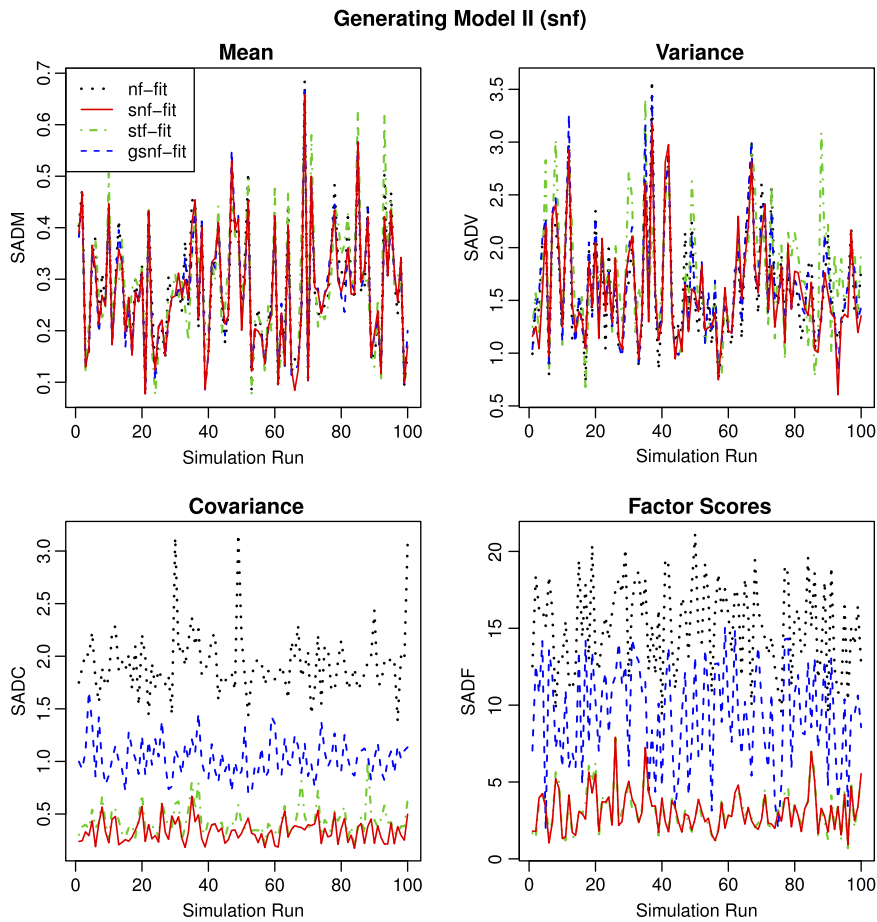 Generating Model II (snf)
Mean
SADM
0.7
0.6
0.5
0.4
0.3
0.2
0.1
nf−fit
snf−fit
stf−fit
gsnf−fit
0 20 40 60 80 100
Simulation Run
Variance
SADV
3.5
3.0
2.5
2.0
1.5
1.0
0.5
0 20 40 60 80 100
Simulation Run
Covariance
SADC
3.0
2.5
2.0
1.5
1.0
0.5
0 20 40 60 80 100
Simulation Run
Factor Scores
SADF
20
15
10
5
0
0 20 40 60 80 100
Simulation Run